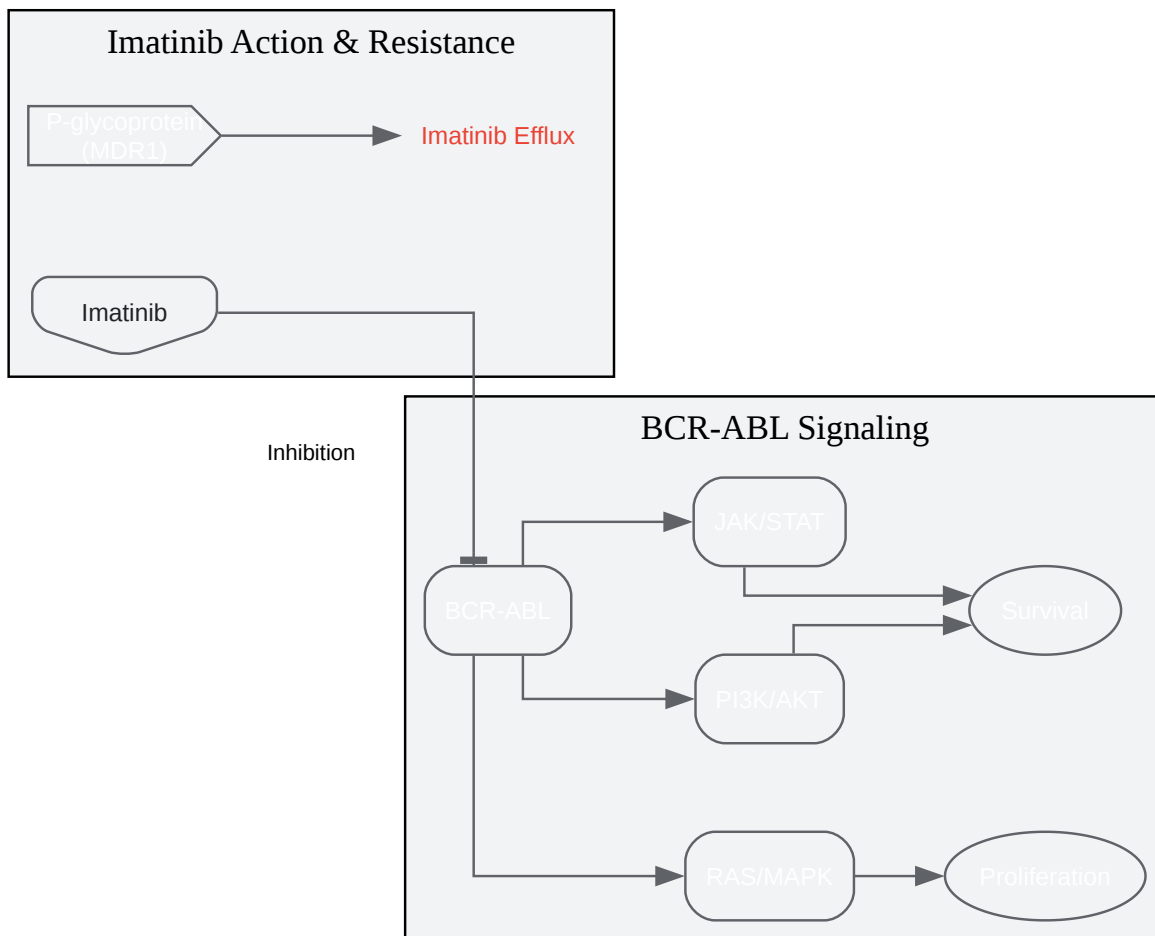 Imatinib Action & Resistance
P-glycoprotein
(MDR1)
Imatinib Efflux
Imatinib
Inhibition
BCR-ABL Signaling
JAK/STAT
BCR-ABL
Survival
PI3K/AKT
RAS/MAPK
Proliferation